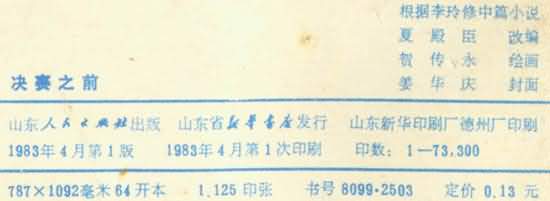 根据李玲修中篇小说
夏殿臣 改编
贺传永 绘画
决赛之前
姜华庆 封面
山东人民出版社出版 山东省新华书店发行 山东新华印刷厂德州厂印刷
1983年4月第1版 1983年4月第1次印刷 印数：1—73,300
787×1092毫米64开本 1.125印张 书号8099·2503 定价0.13元